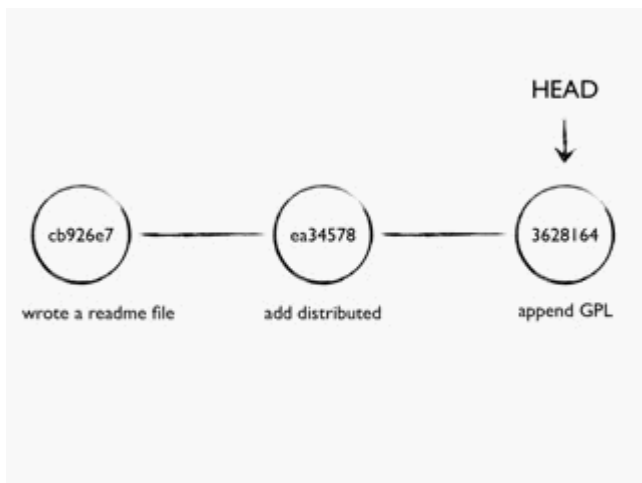 HEAD
cb926e7
ea34578
3628164
wrote a readme file
add distributed
append GPL